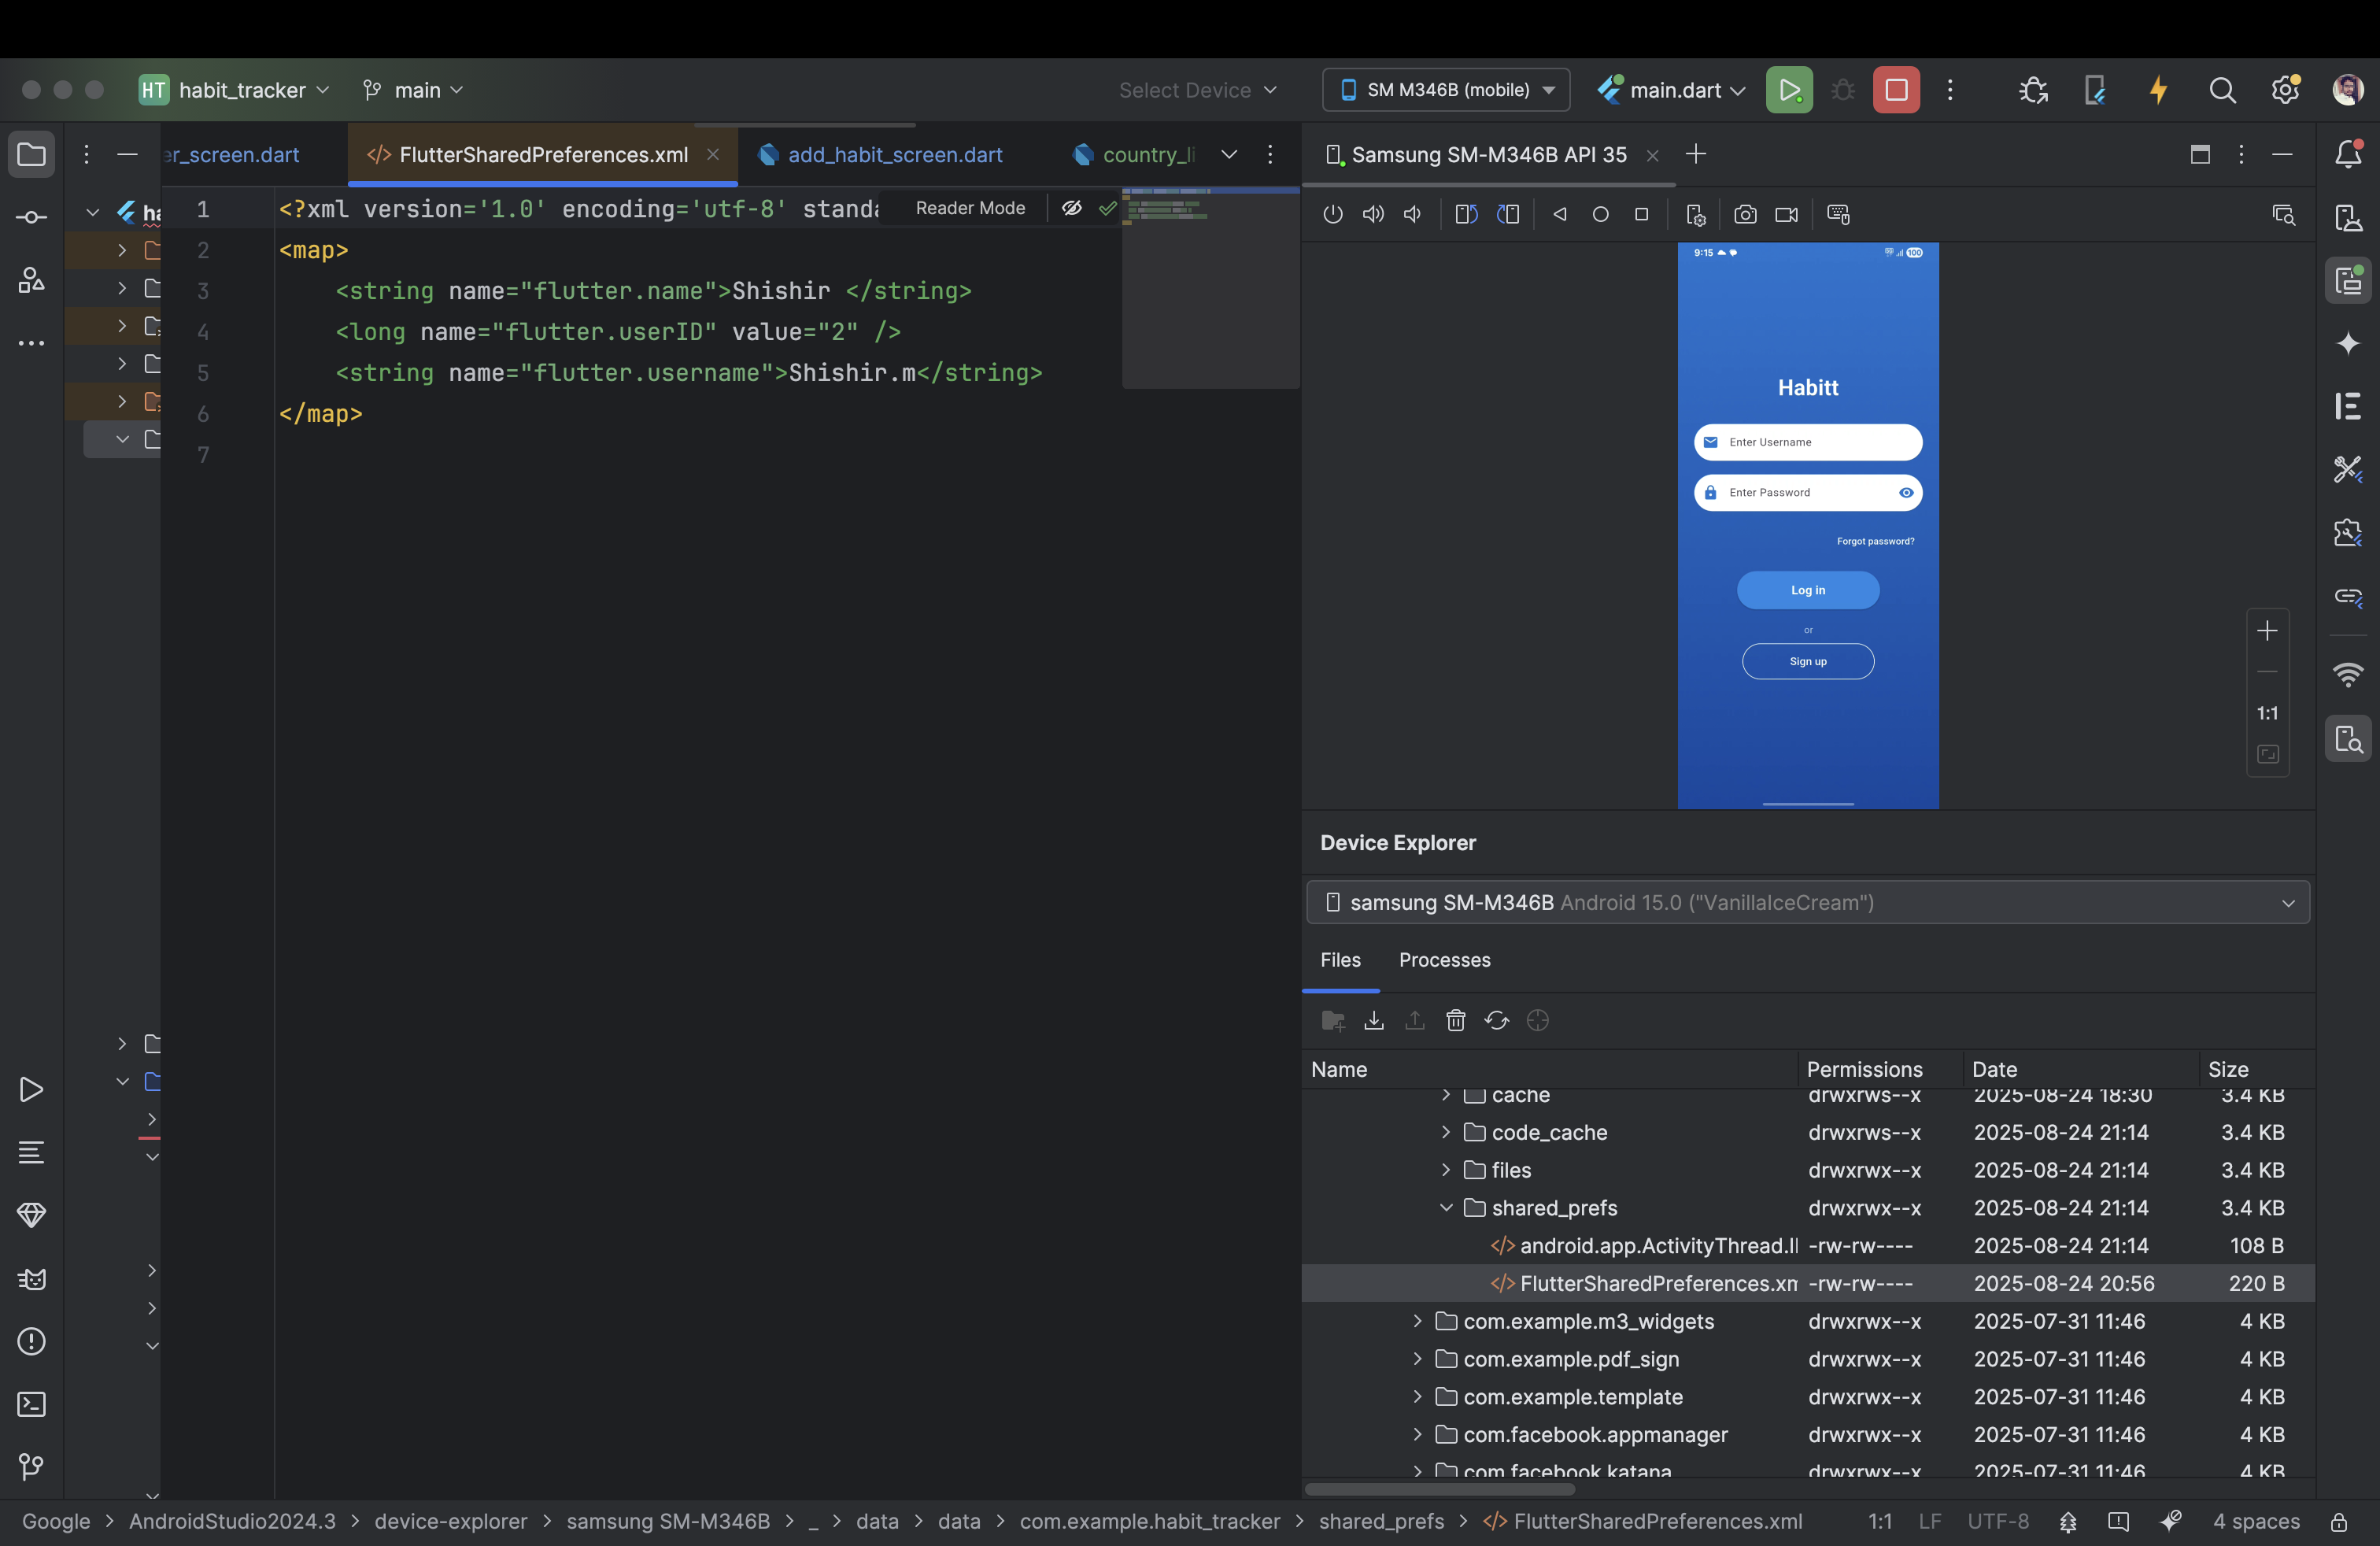 HT habit_tracker main Select Device SM M346B (mobile) main.dart
er_screen.dart FlutterSharedPreferences.xml add_habit_screen.dart country_li
Samsung SM-M346B API 35
ha
Reader Mode
1 <?xml version='1.0' encoding='utf-8' standa
2 <map>
3 <string name="flutter.name">Shishir </string>
4 <long name="flutter.userID" value="2" />
5 <string name="flutter.username">Shishir.m</string>
6 </map>
7
9:15 100
Habitt
Enter Username
Enter Password
Forgot password?
Log in
or
Sign up
1:1
Device Explorer
samsung SM-M346B Android 15.0 ("VanillaIceCream")
Files Processes
Name Permissions Date Size
cache drwxrws--x 2025-08-24 18:30 3.4 KB
code_cache drwxrws--x 2025-08-24 21:14 3.4 KB
files drwxrwx--x 2025-08-24 21:14 3.4 KB
shared_prefs drwxrwx--x 2025-08-24 21:14 3.4 KB
android.app.ActivityThread.I -rw-rw---- 2025-08-24 21:14 108 B
FlutterSharedPreferences.xm -rw-rw---- 2025-08-24 20:56 220 B
com.example.m3_widgets drwxrwx--x 2025-07-31 11:46 4 KB
com.example.pdf_sign drwxrwx--x 2025-07-31 11:46 4 KB
com.example.template drwxrwx--x 2025-07-31 11:46 4 KB
com.facebook.appmanager drwxrwx--x 2025-07-31 11:46 4 KB
com.facebook.katana drwxrwx--x 2025-07-31 11:46 4 KB
Google > AndroidStudio2024.3 > device-explorer > samsung SM-M346B > _ > data > data > com.example.habit_tracker > shared_prefs > FlutterSharedPreferences.xml 1:1 LF UTF-8 4 spaces